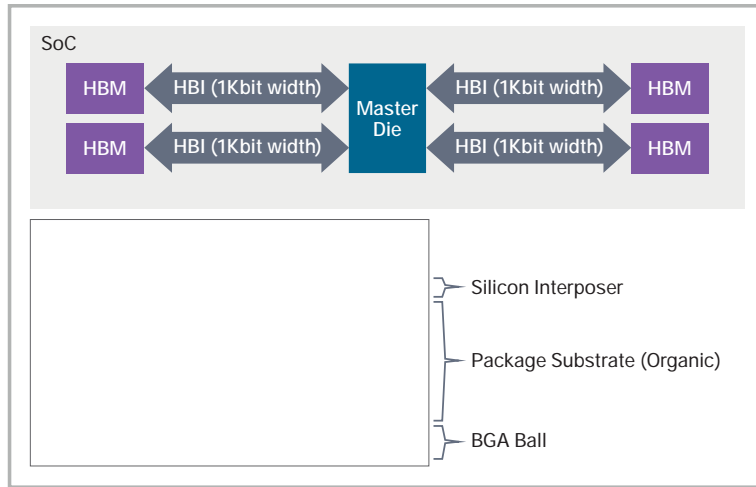 SoC
HBM HBI (1Kbit width) Master Die HBI (1Kbit width) HBM
HBM HBI (1Kbit width) HBI (1Kbit width) HBM
Silicon Interposer
Package Substrate (Organic)
BGA Ball